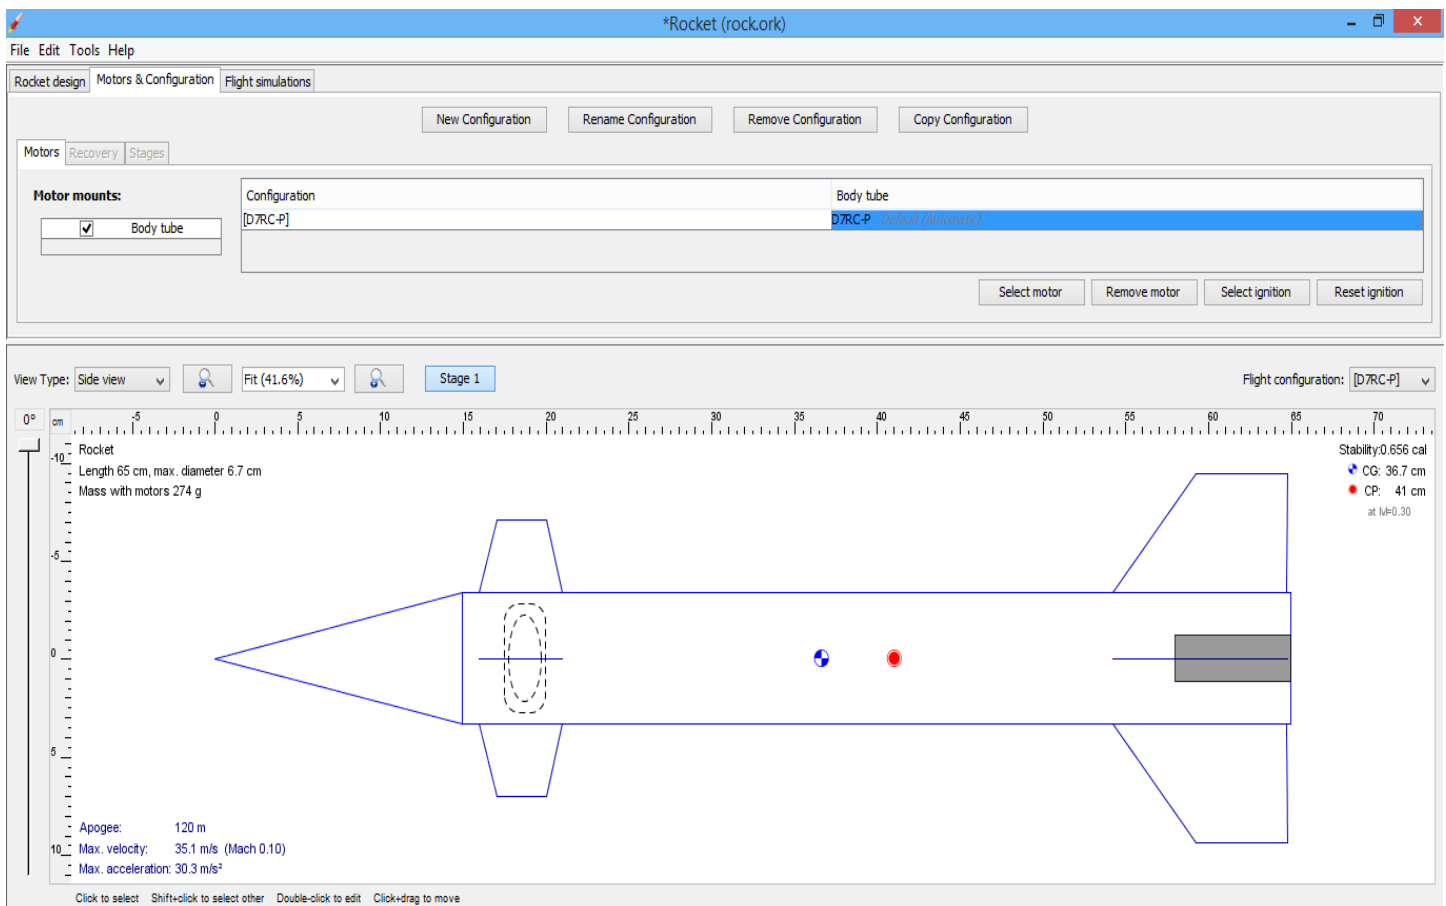 *Rocket (rock.ork)
File Edit Tools Help
Rocket design Motors & Configuration Flight simulations
New Configuration Rename Configuration Remove Configuration Copy Configuration
Motors Recovery Stages
Motor mounts:
Body tube
Configuration Body tube
[D7RC-P] D7RC-P Default (Automatic)
Select motor Remove motor Select ignition Reset ignition
View Type: Side view Fit (41.6%) Stage 1 Flight configuration: [D7RC-P]
0° cm -5 0 5 10 15 20 25 30 35 40 45 50 55 60 65 70
-10
-5
0
5
10
Rocket
Length 65 cm, max. diameter 6.7 cm
Mass with motors 274 g
Stability:0.656 cal
CG: 36.7 cm
CP: 41 cm
at M=0.30
Apogee: 120 m
Max. velocity: 35.1 m/s (Mach 0.10)
Max. acceleration: 30.3 m/s²
Click to select Shift+click to select other Double-click to edit Click+drag to move